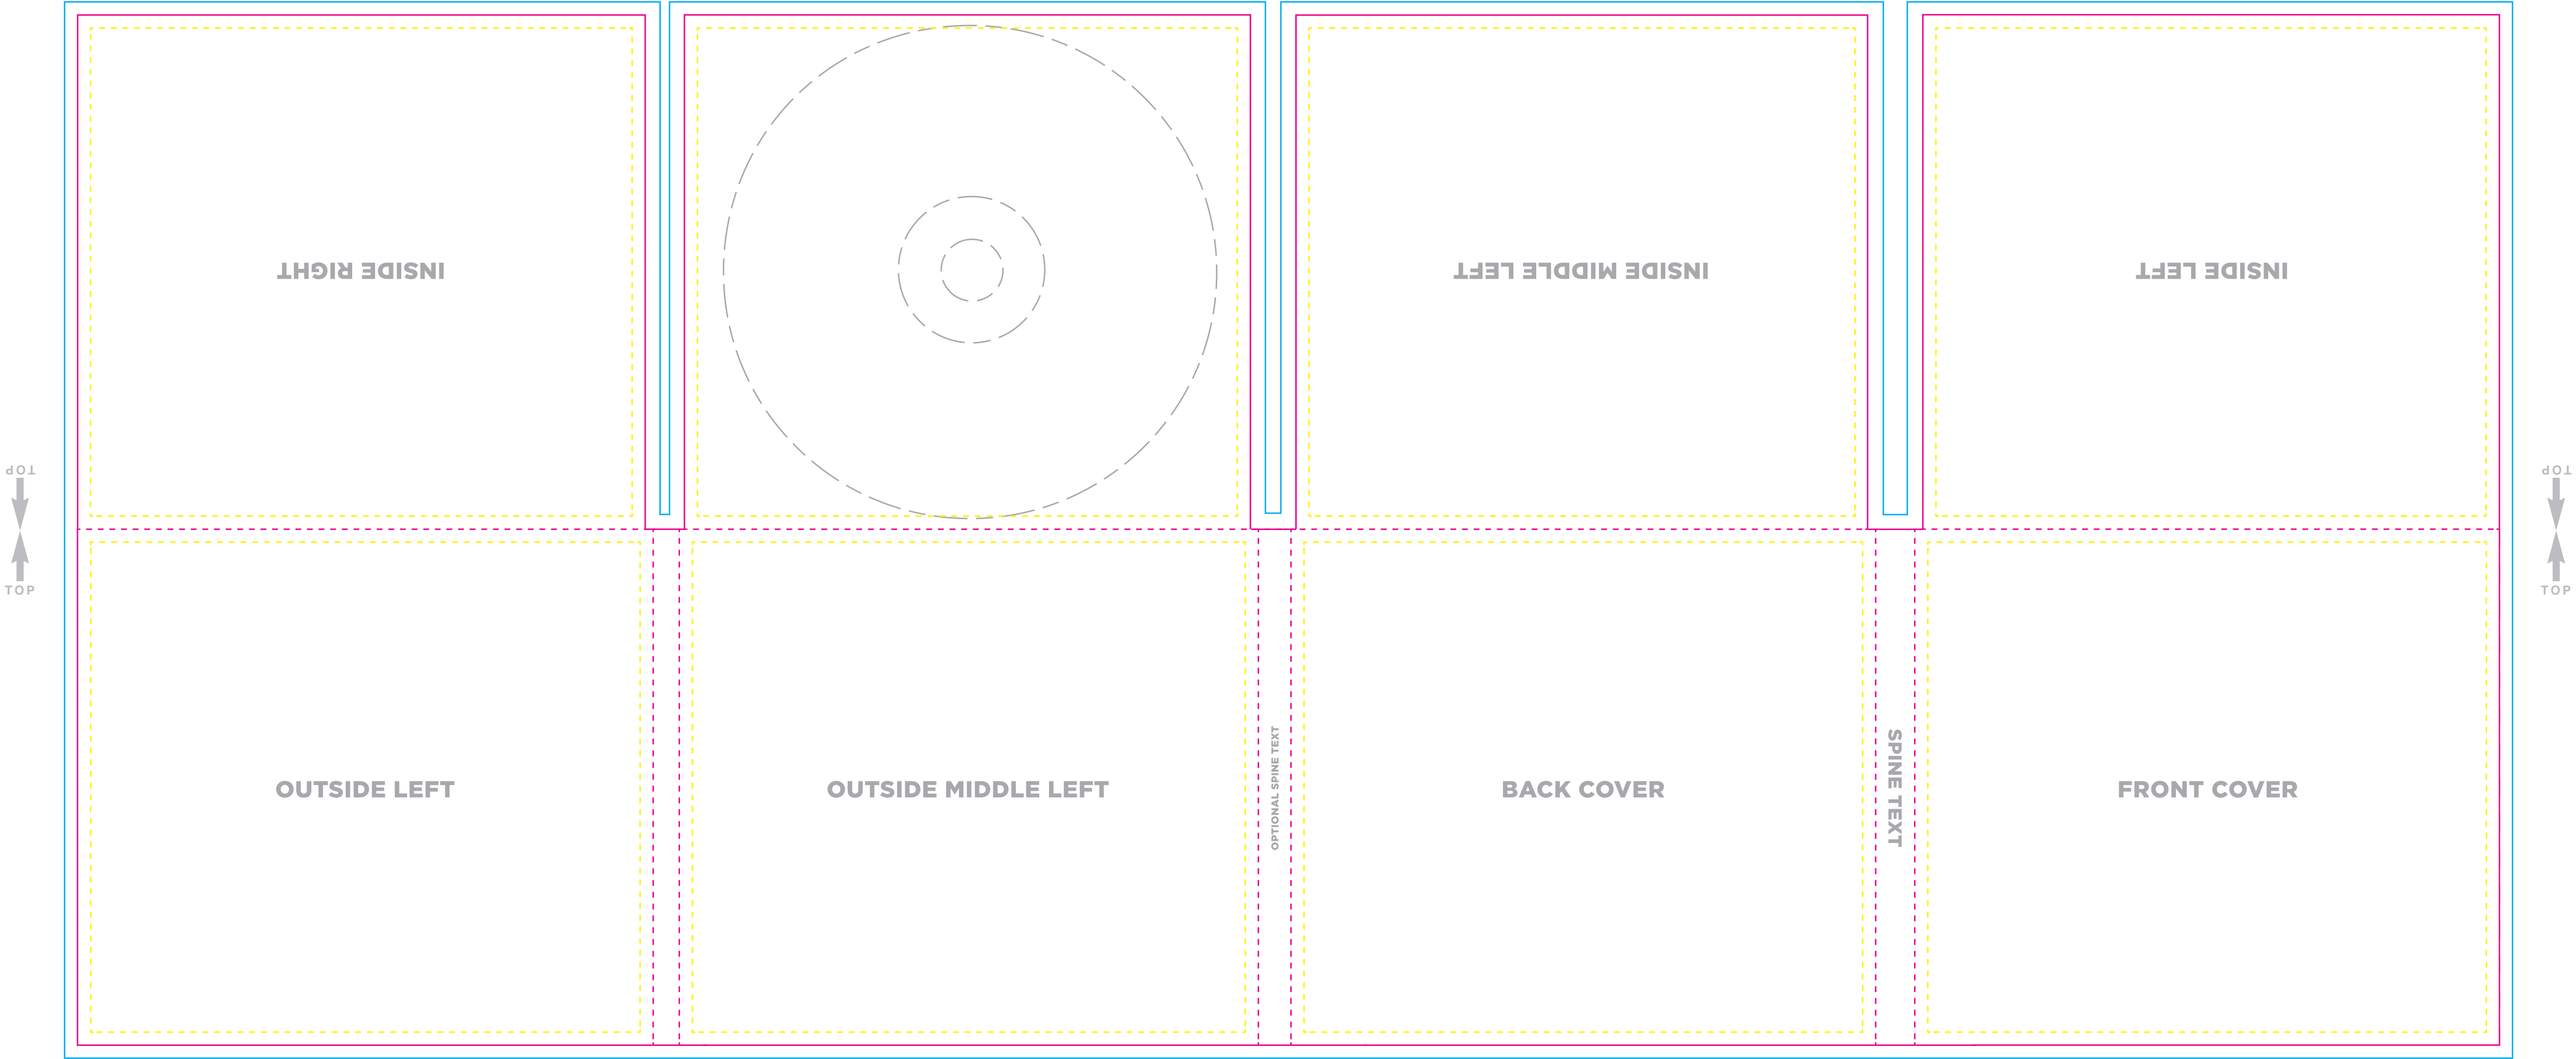 INSIDE RIGHT
INSIDE MIDDLE LEFT
INSIDE LEFT
TOP
TOP
TOP
TOP
OUTSIDE LEFT
OUTSIDE MIDDLE LEFT
OPTIONAL SPINE TEXT
BACK COVER
SPINE TEXT
FRONT COVER